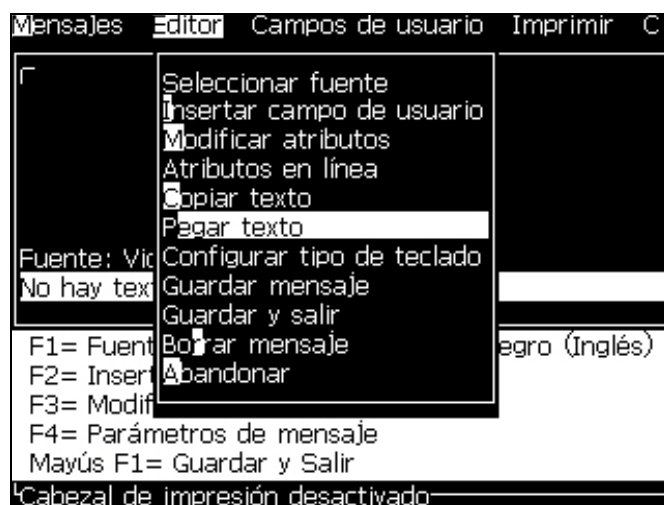 Mensajes Editor Campos de usuario Imprimir C
Seleccionar fuente
Insertar campo de usuario
Modificar atributos
Atributos en línea
Copiar texto
Pegar texto
Configurar tipo de teclado
Guardar mensaje
Guardar y salir
Borrar mensaje
Abandonar
Fuente: Vid
No hay tex
F1= Fuent egro (Inglés)
F2= Inser
F3= Modif
F4= Parámetros de mensaje
Mayús F1= Guardar y Salir
Cabezal de impresión desactivado